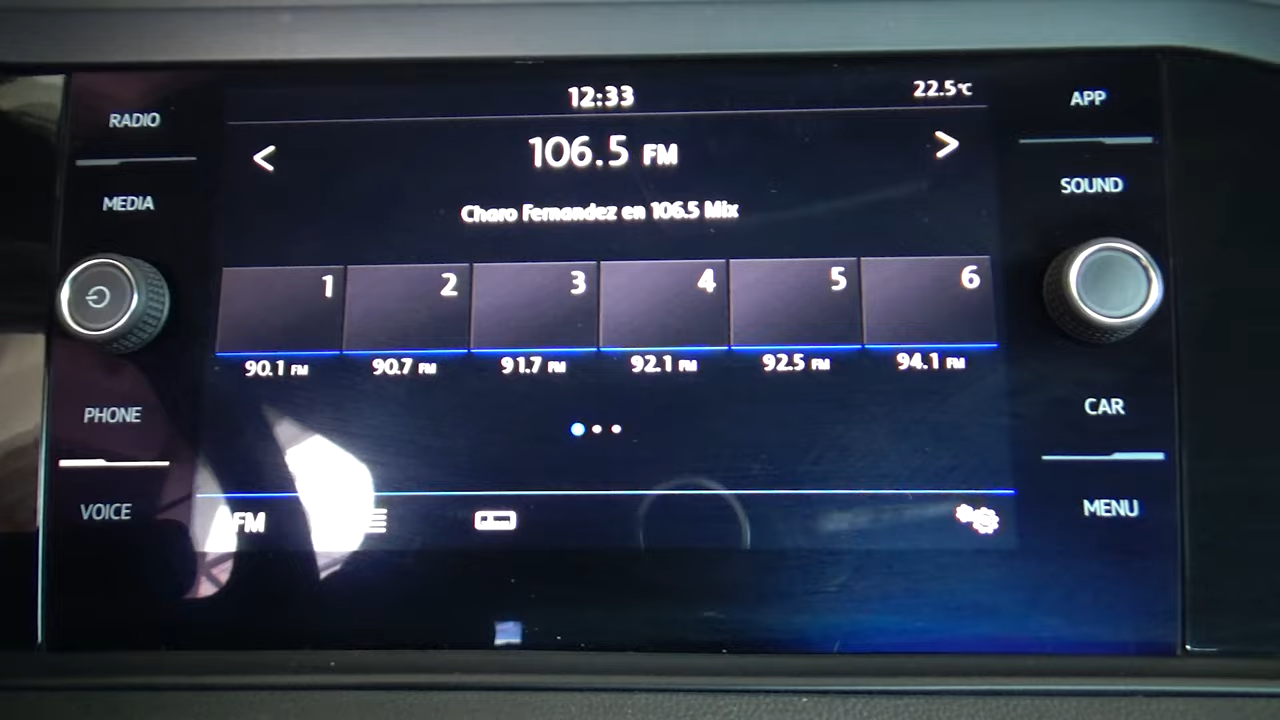 12:33
22.5°C
RADIO
MEDIA
PHONE
VOICE
106.5 FM
Charo Fernandez en 106.5 Mix
1 2 3 4 5 6
90.1 FM 90.7 FM 91.7 FM 92.1 FM 92.5 FM 94.1 FM
FM
APP
SOUND
CAR
MENU